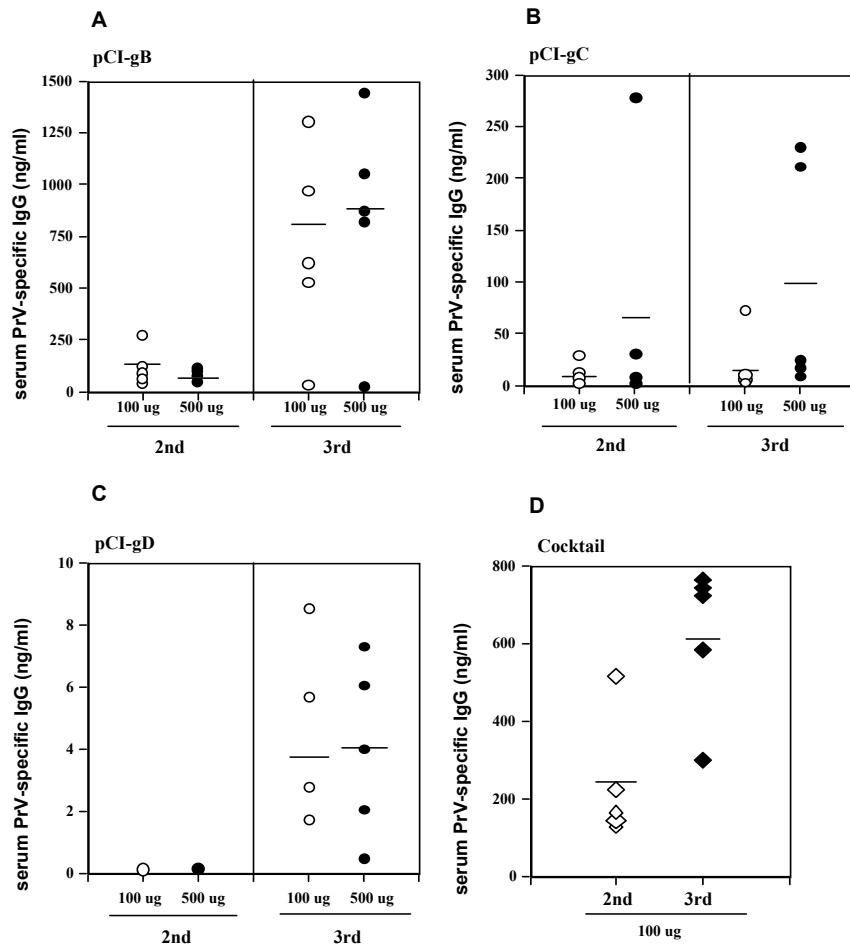 A
pCI-gB
serum PrV-specific IgG (ng/ml)
1500
1250
1000
750
500
250
0
100 ug 500 ug 100 ug 500 ug
2nd 3rd
B
pCI-gC
serum PrV-specific IgG (ng/ml)
300
250
200
150
100
50
0
100 ug 500 ug 100 ug 500 ug
2nd 3rd
C
pCI-gD
serum PrV-specific IgG (ng/ml)
10
8
6
4
2
0
100 ug 500 ug 100 ug 500 ug
2nd 3rd
D
Cocktail
serum PrV-specific IgG (ng/ml)
800
600
400
200
0
2nd 3rd
100 ug